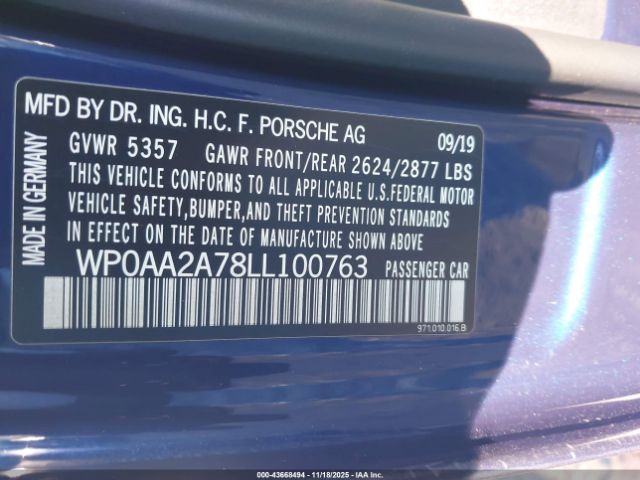 MFD BY DR. ING. H.C. F. PORSCHE AG 09/19
GVWR 5357 GAWR FRONT/REAR 2624/2877 LBS
THIS VEHICLE CONFORMS TO ALL APPLICABLE U.S.FEDERAL MOTOR
VEHICLE SAFETY,BUMPER,AND THEFT PREVENTION STANDARDS
IN EFFECT ON THE DATE OF MANUFACTURE SHOWN ABOVE.
WP0AA2A78LL100763 PASSENGER CAR
971.010.016 B
MADE IN GERMANY
000-43668494 - 11/18/2025 - IAA Inc.